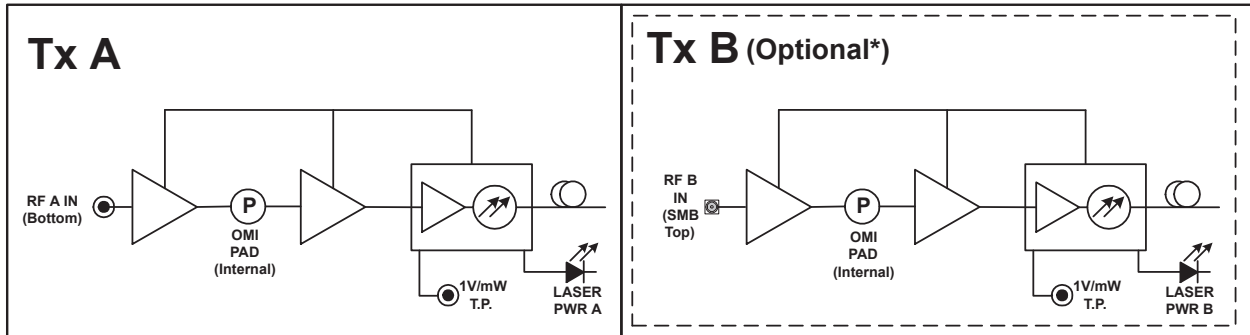 Tx A
RF A IN
(Bottom)
P
OMI
PAD
(Internal)
1V/mW
T.P.
LASER
PWR A
Tx B (Optional*)
RF B
IN
(SMB
Top)
P
OMI
PAD
(Internal)
1V/mW
T.P.
LASER
PWR B